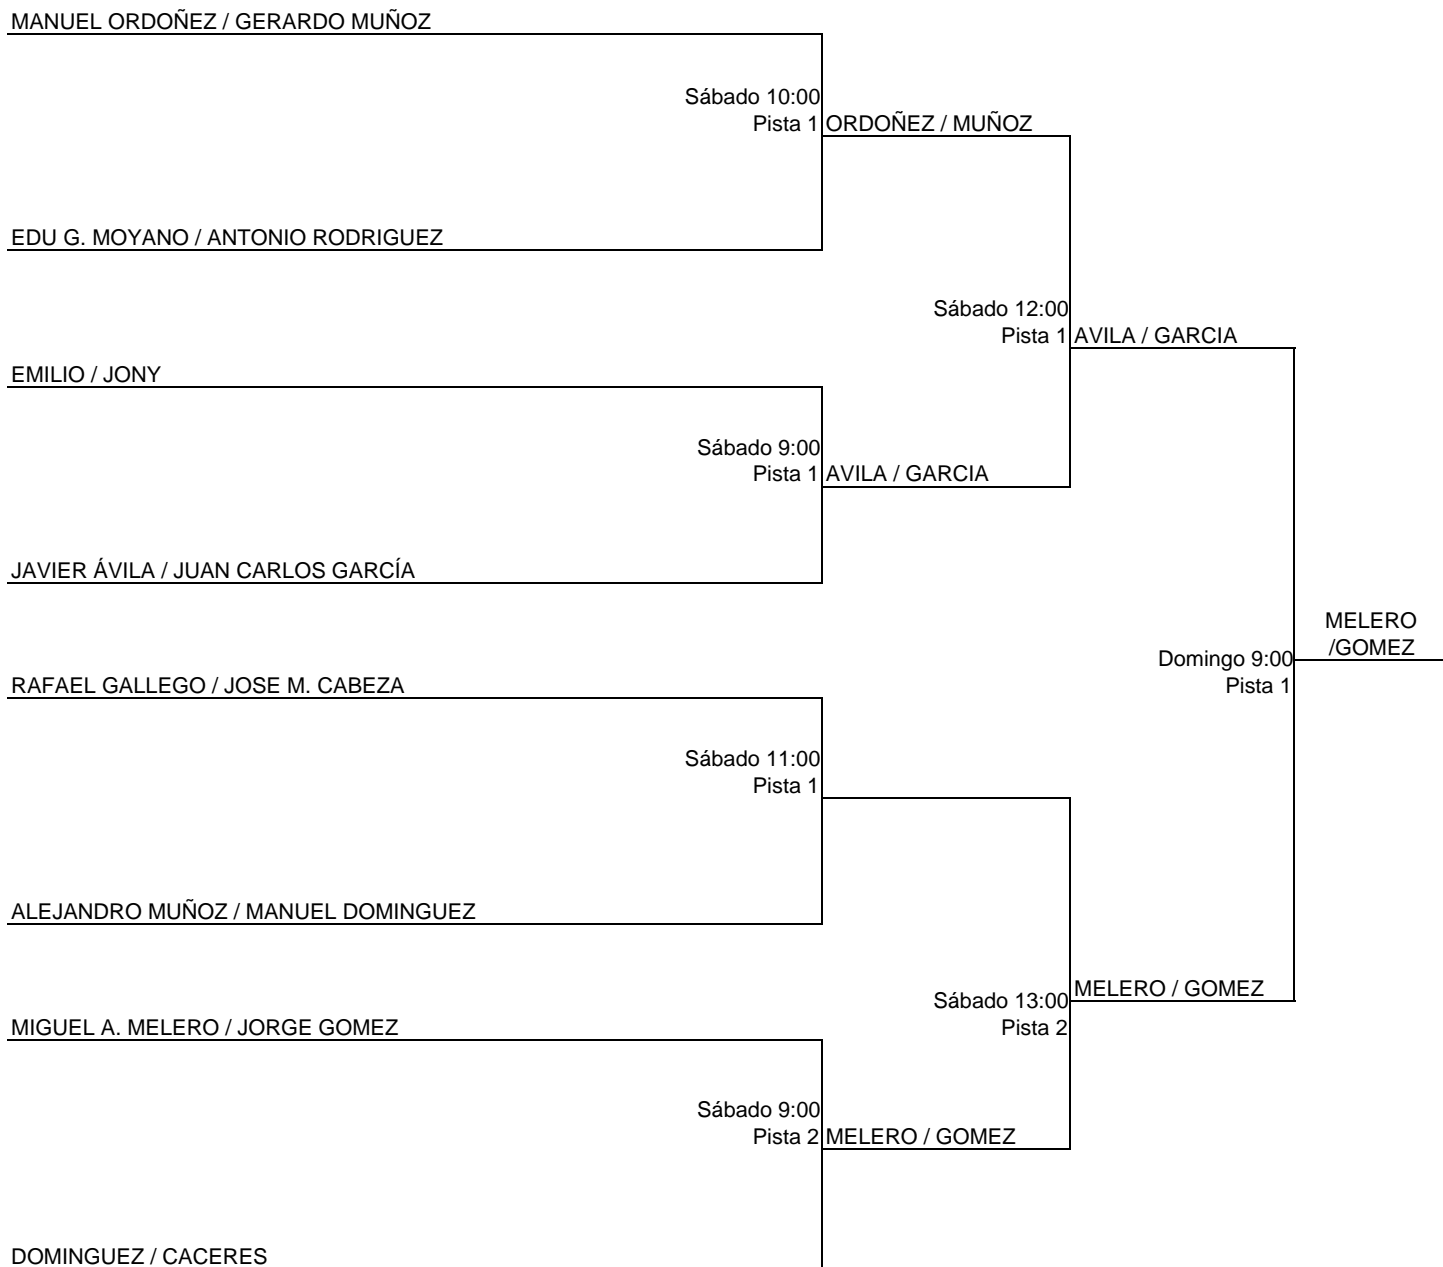 MANUEL ORDOÑEZ / GERARDO MUÑOZ
Sábado 10:00
Pista 1 ORDOÑEZ / MUÑOZ
EDU G. MOYANO / ANTONIO RODRIGUEZ
Sábado 12:00
Pista 1 AVILA / GARCIA
EMILIO / JONY
Sábado 9:00
Pista 1 AVILA / GARCIA
JAVIER ÁVILA / JUAN CARLOS GARCÍA
MELERO
/GOMEZ
Domingo 9:00
Pista 1
RAFAEL GALLEGO / JOSE M. CABEZA
Sábado 11:00
Pista 1
ALEJANDRO MUÑOZ / MANUEL DOMINGUEZ
MELERO / GOMEZ
Sábado 13:00
Pista 2
MIGUEL A. MELERO / JORGE GOMEZ
Sábado 9:00
Pista 2 MELERO / GOMEZ
DOMINGUEZ / CACERES